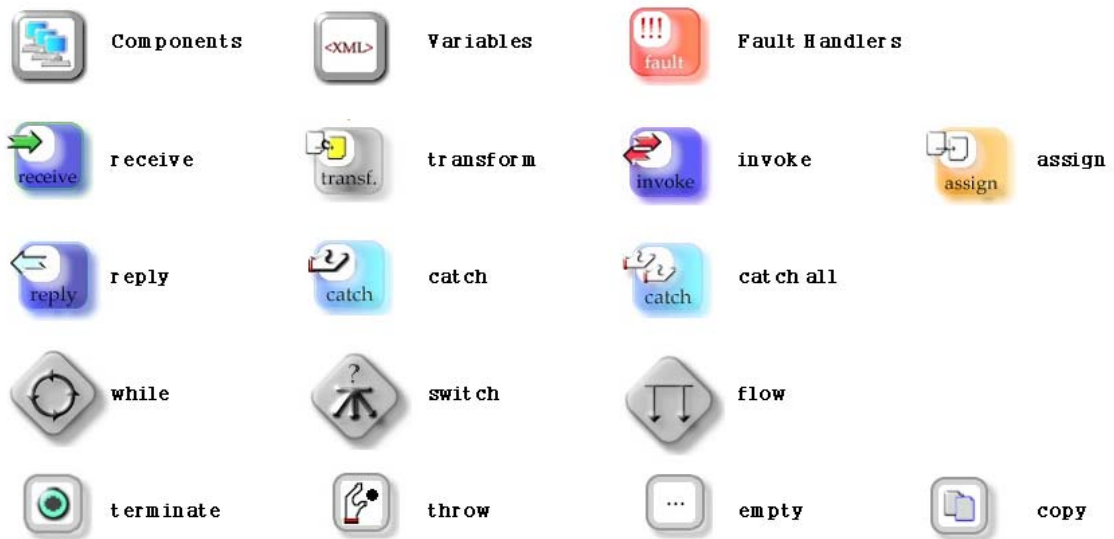 Components
<XML>
Variables
!!!
fault
Fault Handlers
receive
receive
transf.
transform
invoke
invoke
assign
assign
reply
reply
catch
catch
catch
catch all
while
?
switch
flow
terminate
throw
...
empty
copy